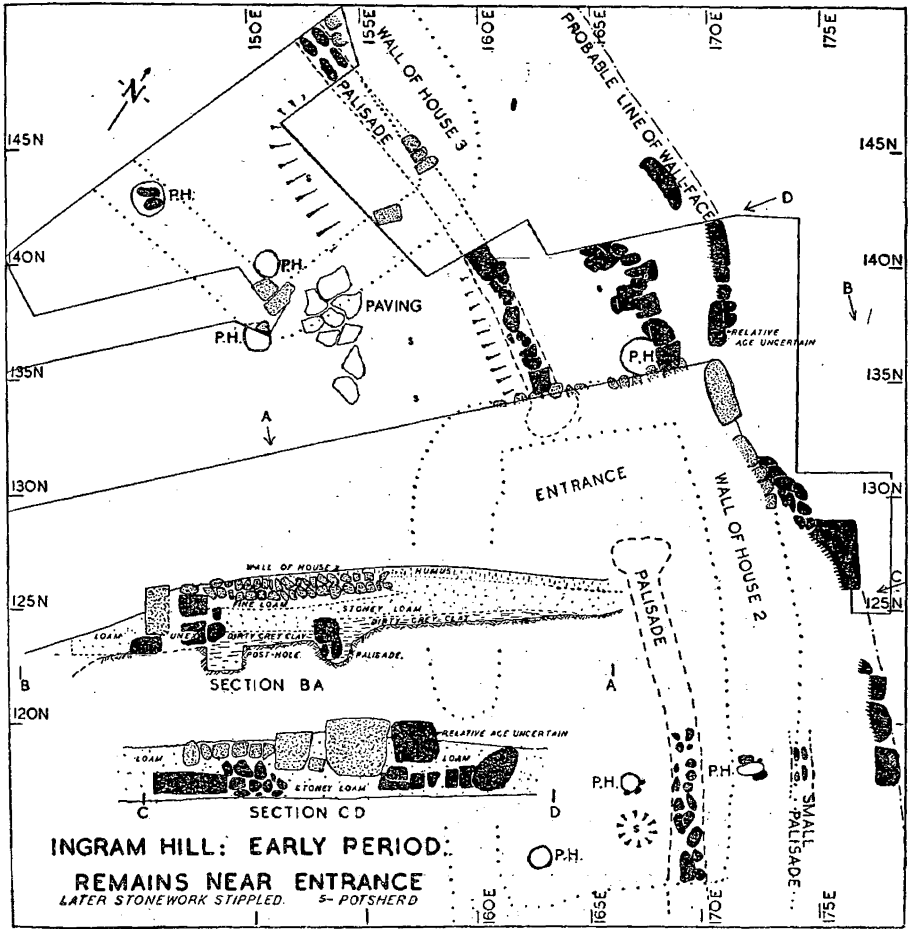 150E
155E
160E
165E
170E
175E
N
WALL OF HOUSE 3
PALISADE
PROBABLE LINE OF WALL-FACE
145N
145N
P.H.
D
140N
P.H.
140N
B
PAVING
P.H.
S
P.H
RELATIVE
AGE UNCERTAIN
135N
135N
S
A
ENTRANCE
130N
130N
WALL OF HOUSE 2
PALISADE
C
125N
125N
WALL OF HOUSE 2
HUMUS
FINE LOAM
STONEY LOAM
LOAM
DIRTY GREY CLAY
DIRTY GREY CLAY
POST-HOLE.
PALISADE.
B
SECTION BA
A
120N
RELATIVE AGE UNCERTAIN
LOAM
LOAM
STONEY LOAM
C
SECTION CD
D
P.H.
P.H.
S
P.H.
SMALL
PALISADE
INGRAM HILL: EARLY PERIOD.
REMAINS NEAR ENTRANCE
LATER STONEWORK STIPPLED. S- POTSHERD
160E
165E
170E
175E